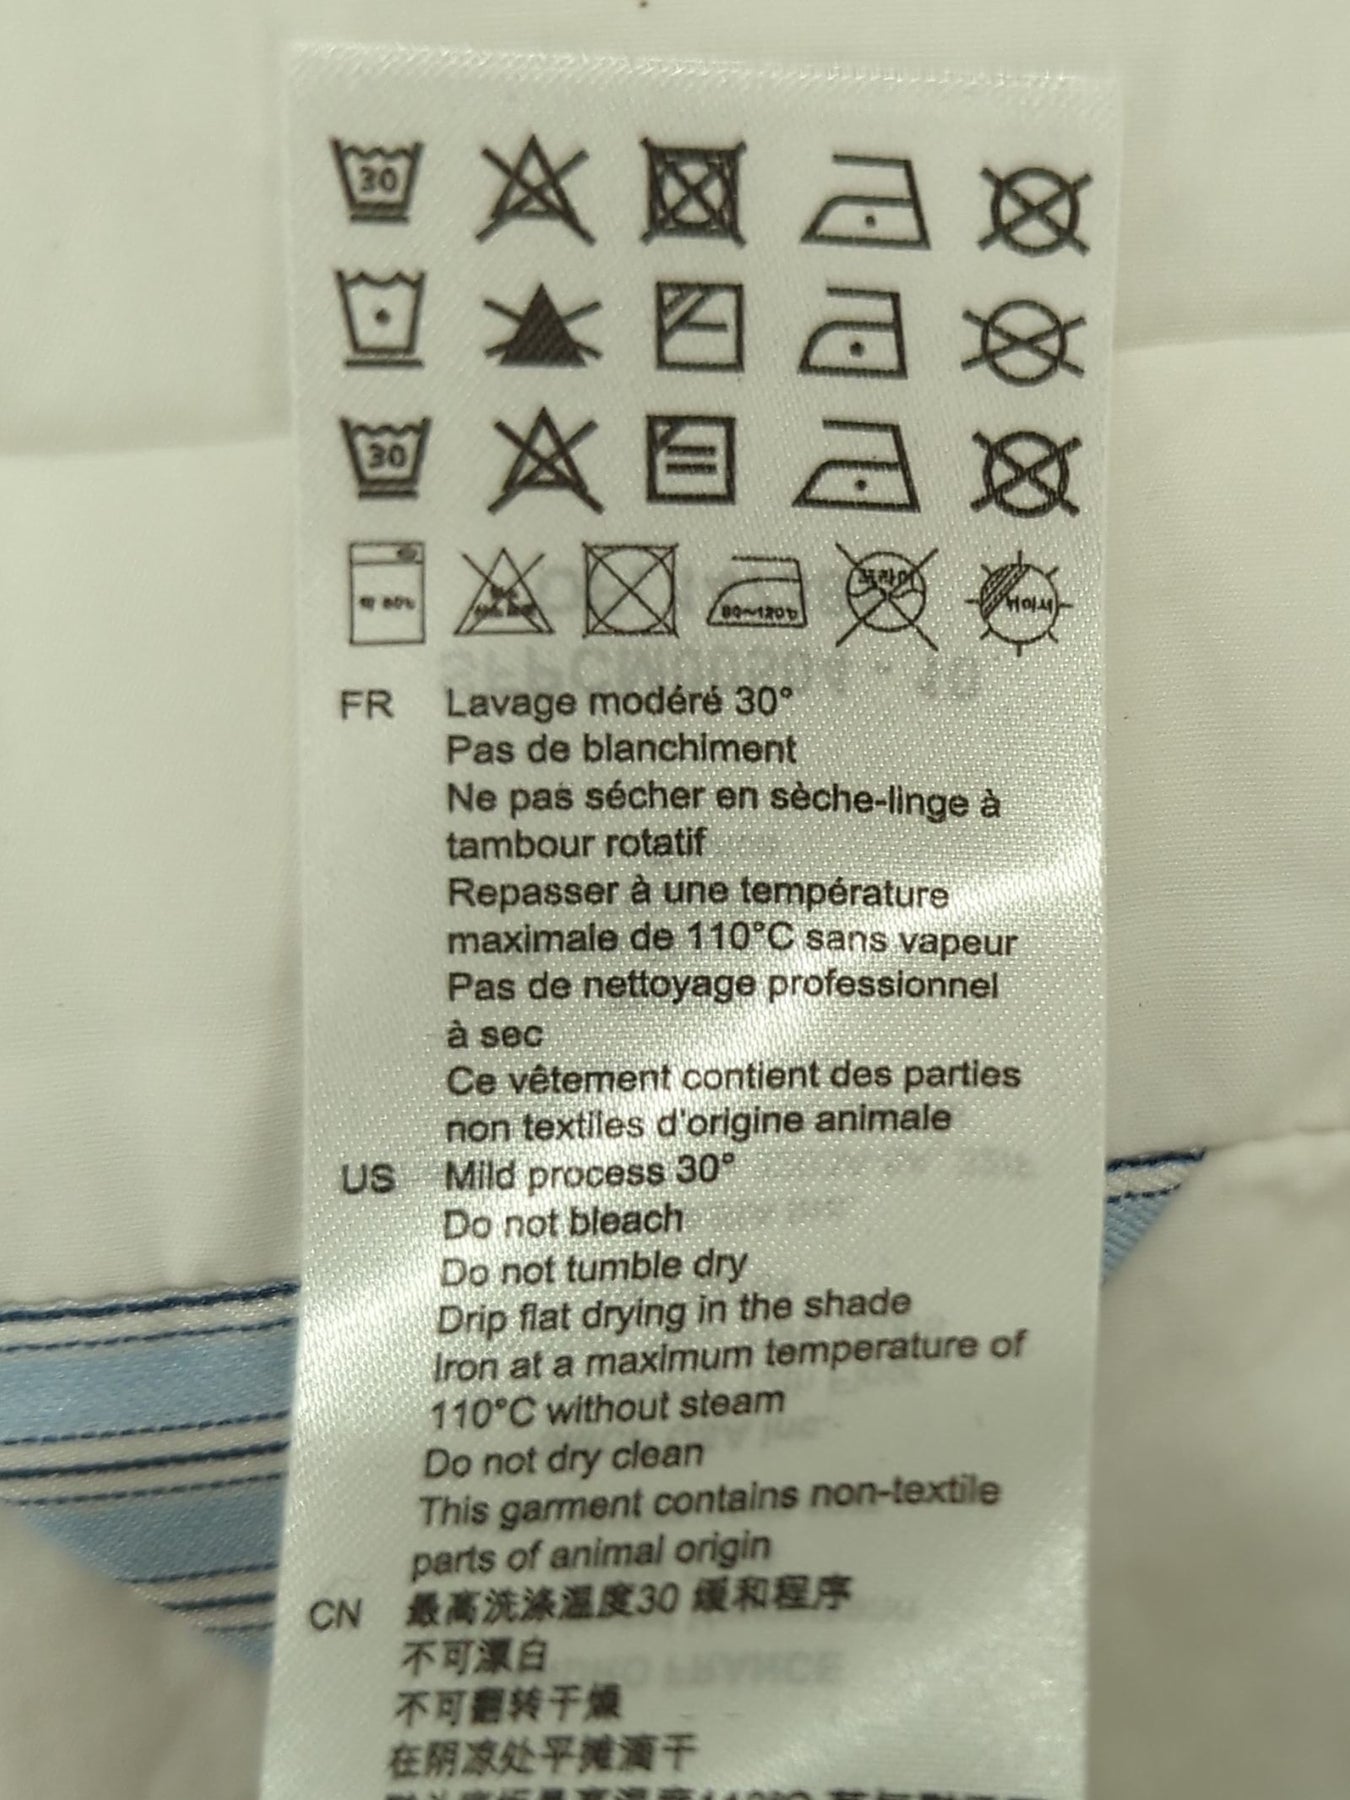 30
30
80~120℃
FR Lavage modéré 30°
Pas de blanchiment
Ne pas sécher en sèche-linge à
tambour rotatif
Repasser à une température
maximale de 110°C sans vapeur
Pas de nettoyage professionnel
à sec
Ce vêtement contient des parties
non textiles d'origine animale
US Mild process 30°
Do not bleach
Do not tumble dry
Drip flat drying in the shade
Iron at a maximum temperature of
110°C without steam
Do not dry clean
This garment contains non-textile
parts of animal origin
CN 最高洗涤温度30 缓和程序
不可漂白
不可翻转干燥
在阴凉处平摊滴干